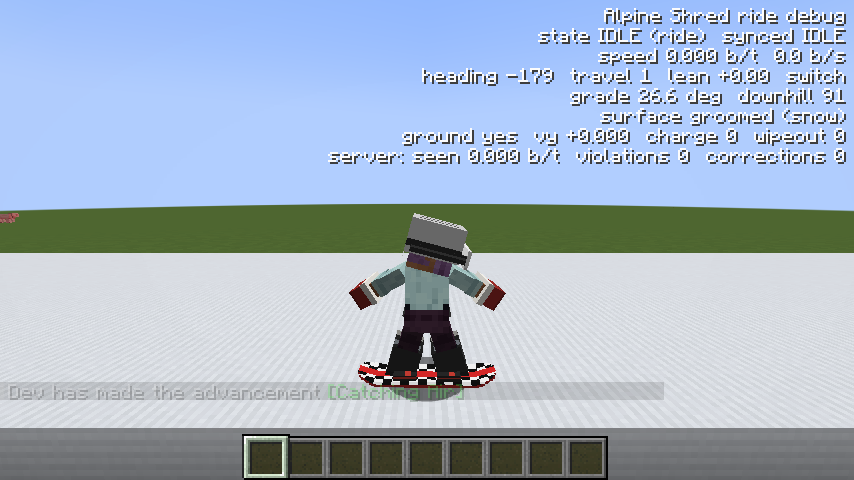 Alpine Shred ride debug
state IDLE (ride) synced IDLE
speed 0.000 b/t 0.0 b/s
heading -179 travel 1 lean +0.00 switch
grade 26.6 deg downhill 91
surface groomed (snow)
ground yes vy +0.000 charge 0 wipeout 0
server: seen 0.000 b/t violations 0 corrections 0
Dev has made the advancement [Catching Air]